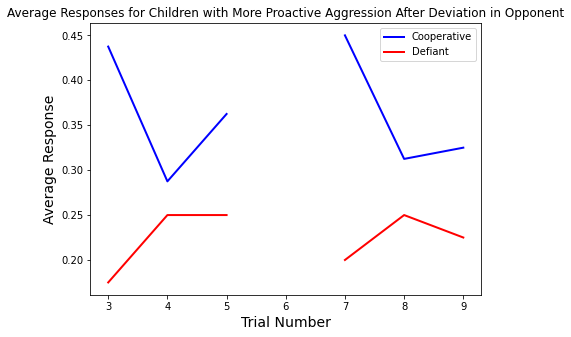 Average Responses for Children with More Proactive Aggression After Deviation in Opponent
Cooperative
Defiant
0.45
0.40
0.35
0.30
0.25
0.20
Average Response
3 4 5 6 7 8 9
Trial Number